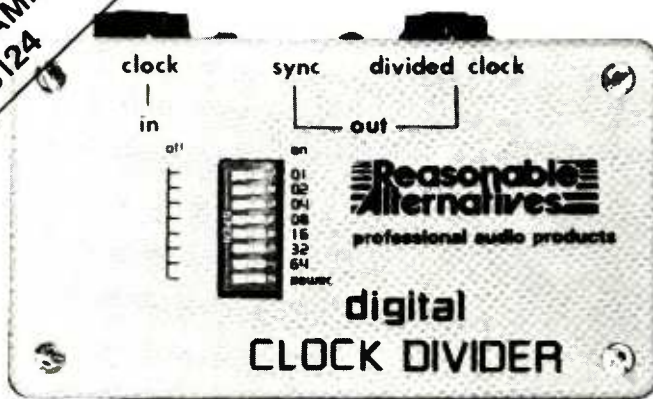 clock sync divided clock
in out
off on
01
02
04
08
16
32
64
power
Reasonable
Alternatives
professional audio products
digital
CLOCK DIVIDER